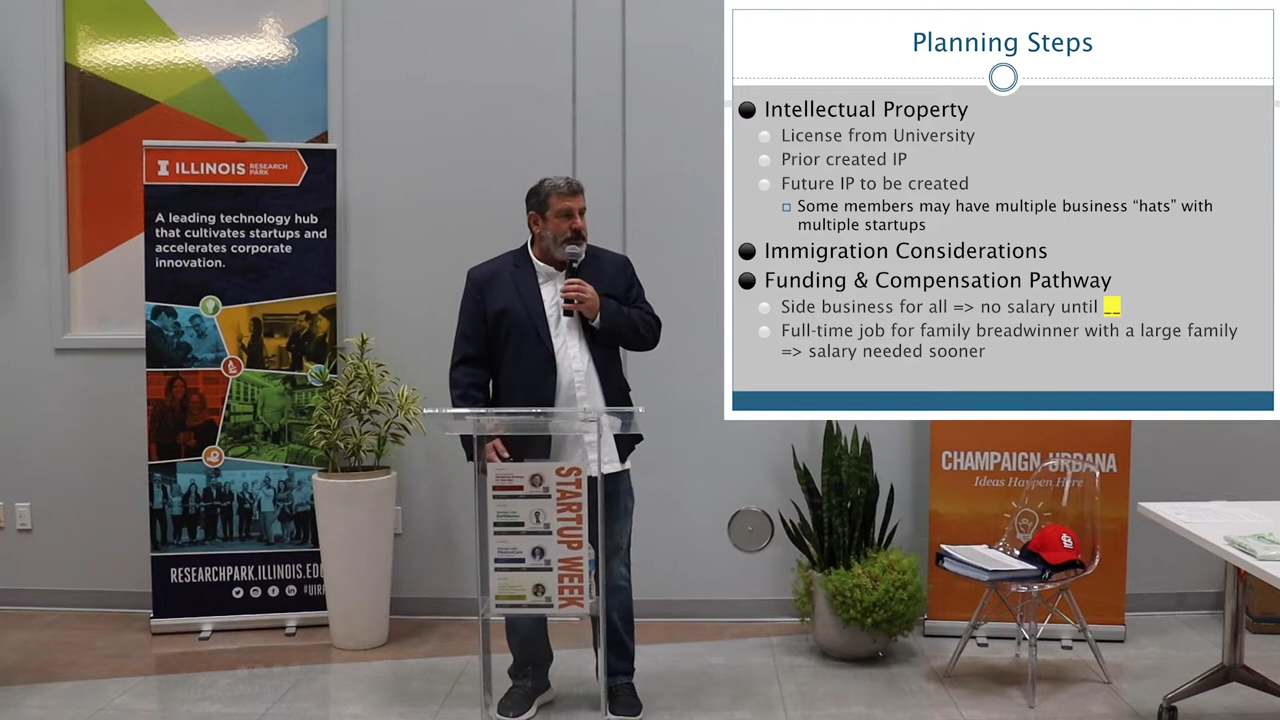 ILLINOIS RESEARCH PARK
A leading technology hub
that cultivates startups and
accelerates corporate
innovation.
RESEARCHPARK.ILLINOIS.EDU
STARTUP WEEK
Planning Steps
Intellectual Property
License from University
Prior created IP
Future IP to be created
Some members may have multiple business “hats” with
multiple startups
Immigration Considerations
Funding & Compensation Pathway
Side business for all => no salary until __
Full-time job for family breadwinner with a large family
=> salary needed sooner
CHAMPAIGN-URBANA
Ideas Happen Here